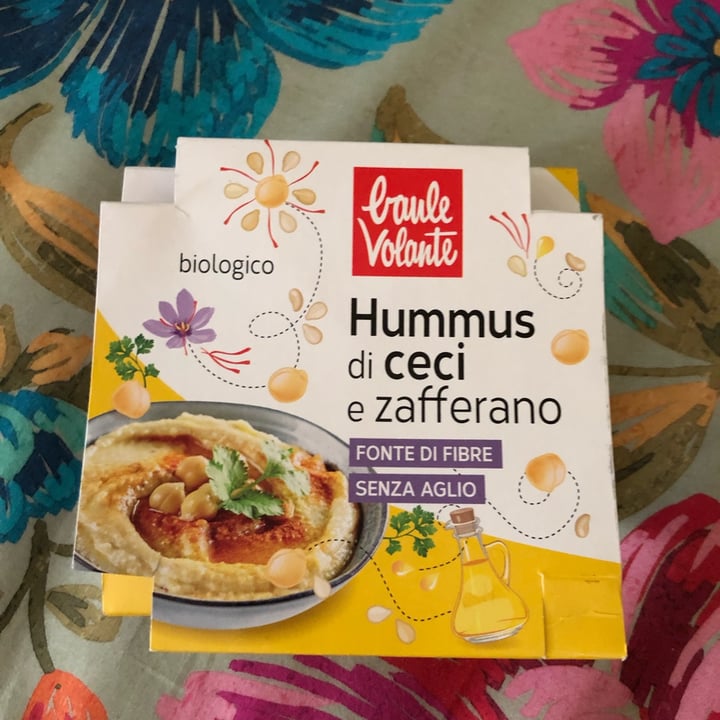 baule
Volante
biologico
Hummus
di ceci
e zafferano
FONTE DI FIBRE
SENZA AGLIO